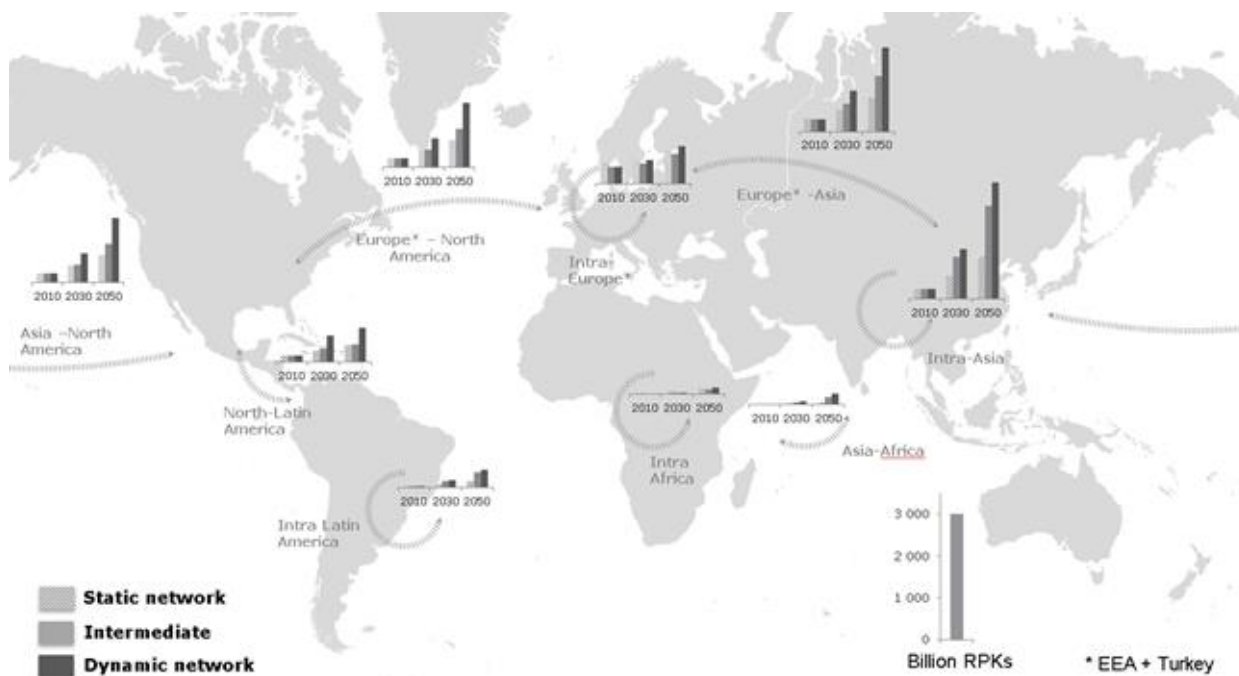 2010 2030 2050
2010 2030 2050
Europe* -Asia
2010 2030 2050
Europe* – North
America
Intra-
Europe*
2010 2030 2050
Asia –North
America
2010 2030 2050
Intra-Asia
2010 2030 2050
North-Latin
America
2010 2030 2050
Intra
Africa
2010 2030 2050
Asia-Africa
2010 2030 2050
Intra Latin
America
3 000
2 000
1 000
0
Billion RPKs
* EEA + Turkey
Static network
Intermediate
Dynamic network